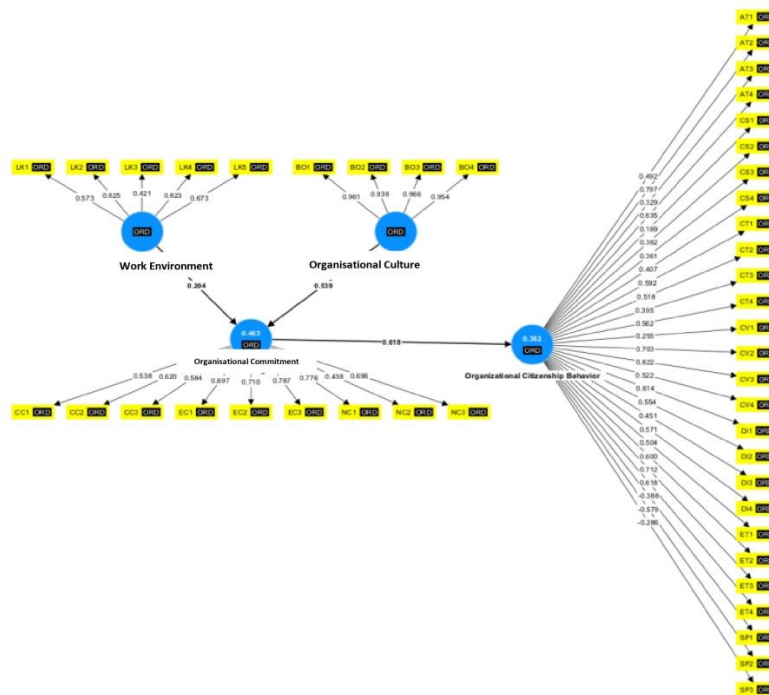 AT1 ORD
AT2 ORD
AT3 ORD
AT4 ORD
CS1 ORD
CS2 ORD
CS3 ORD
CS4 ORD
CT1 ORD
CT2 ORD
CT3 ORD
CT4 ORD
CV1 ORD
CV2 ORD
CV3 ORD
CV4 ORD
DI1 ORD
DI2 ORD
DI3 ORD
DI4 ORD
ET1 ORD
ET2 ORD
ET3 ORD
ET4 ORD
SP1 ORD
SP2 ORD
SP3 ORD
LK1 ORD LK2 ORD LK3 ORD LK4 ORD LK5 ORD
BO1 ORD BO2 ORD BO3 ORD BO4 ORD
0.573 0.825 0.421 0.823 0.673
0.961 0.938 0.966 0.954
ORD
ORD
Work Environment
Organisational Culture
0.204
0.539
0.453
ORD
0.618
0.382
ORD
Organisational Commitment
Organizational Citizenship Behavior
0.538 0.620 0.584 0.697 0.710 0.787 0.776 0.438 0.696
CC1 ORD CC2 ORD CC3 ORD EC1 ORD EC2 ORD EC3 ORD NC1 ORD NC2 ORD NC3 ORD
0.492
0.797
0.329
0.635
0.189
0.382
0.361
0.407
0.592
0.518
0.395
0.562
0.255
0.703
0.822
0.522
0.614
0.554
0.451
0.571
0.504
0.600
0.712
0.618
-0.388
-0.579
-0.286